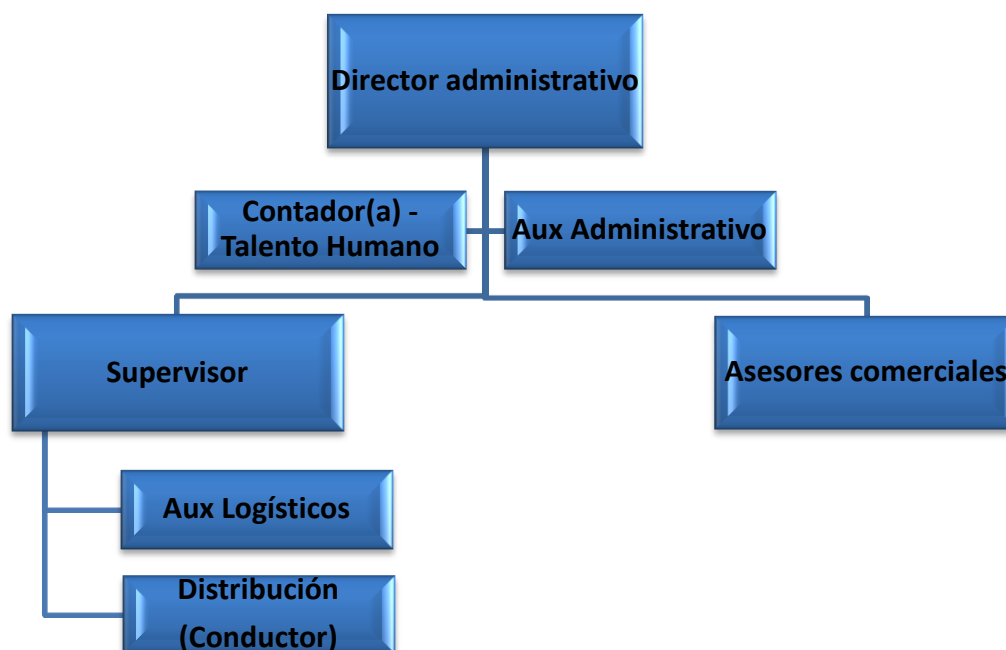 Director administrativo
Contador(a) -
Talento Humano
Aux Administrativo
Supervisor
Asesores comerciales
Aux Logísticos
Distribución
(Conductor)